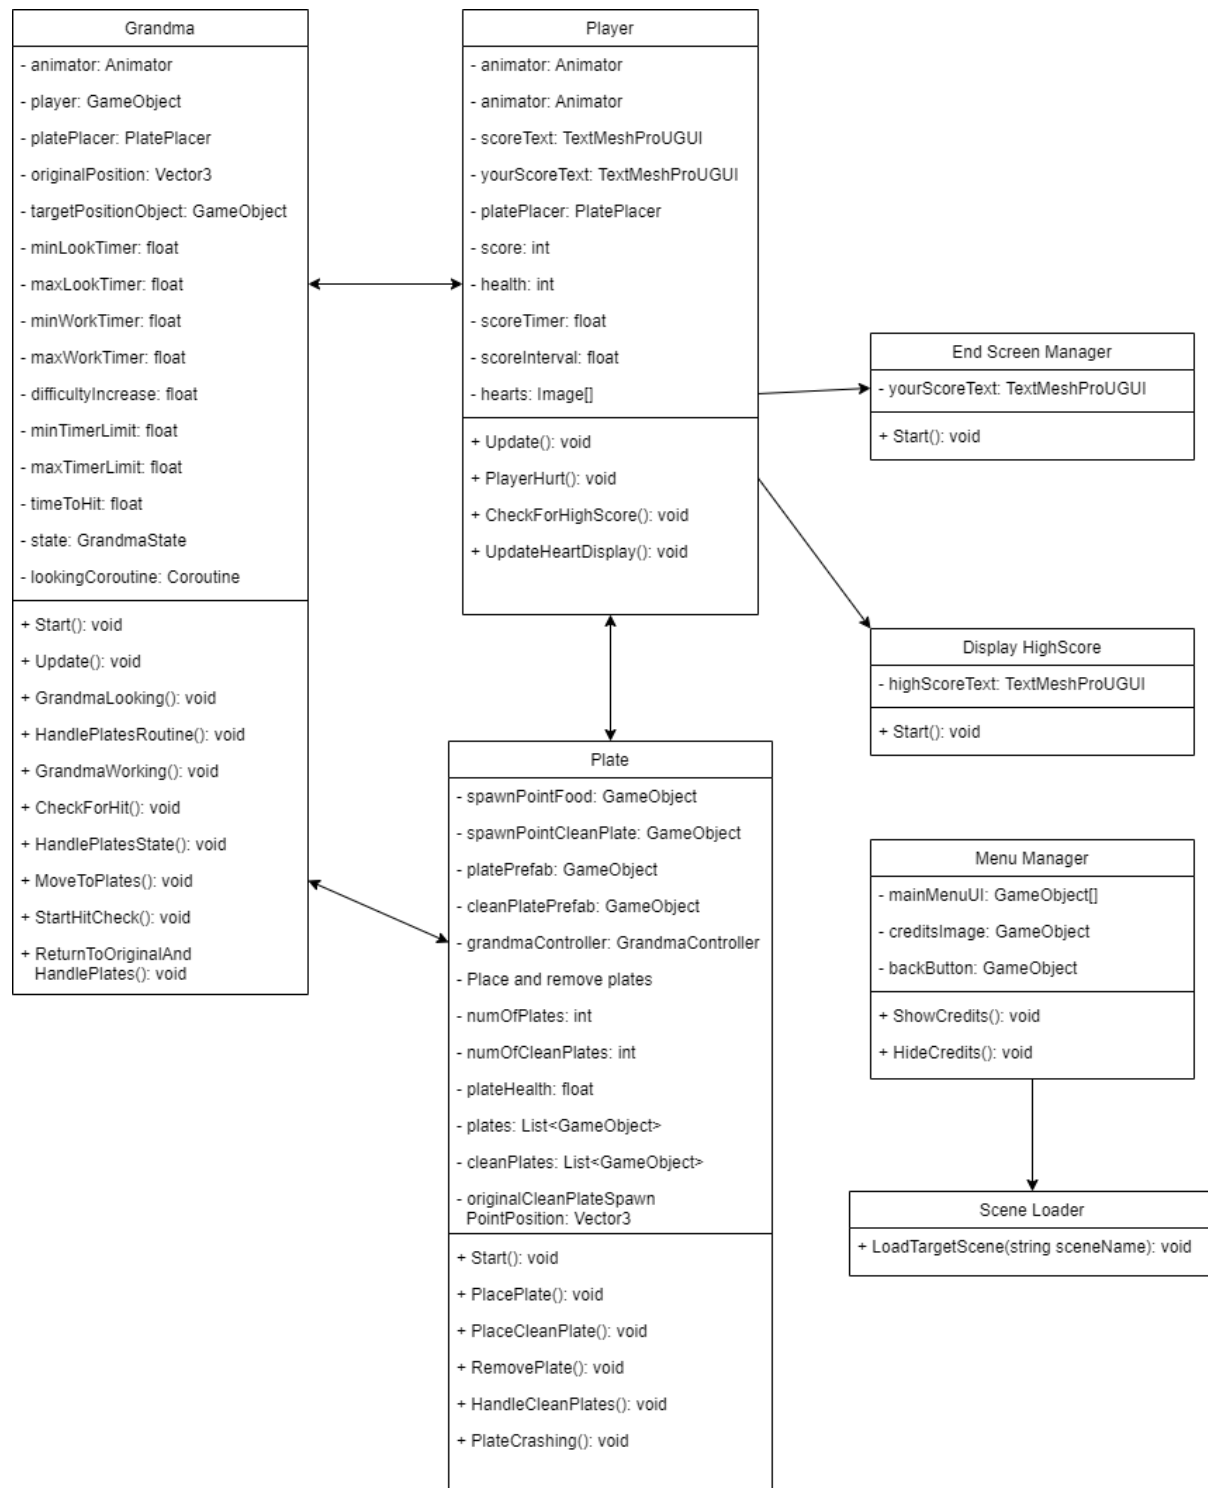 Grandma
- animator: Animator
- player: GameObject
- platePlacer: PlatePlacer
- originalPosition: Vector3
- targetPositionObject: GameObject
- minLookTimer: float
- maxLookTimer: float
- minWorkTimer: float
- maxWorkTimer: float
- difficultyIncrease: float
- minTimerLimit: float
- maxTimerLimit: float
- timeToHit: float
- state: GrandmaState
- lookingCoroutine: Coroutine
+ Start(): void
+ Update(): void
+ GrandmaLooking(): void
+ HandlePlatesRoutine(): void
+ GrandmaWorking(): void
+ CheckForHit(): void
+ HandlePlatesState(): void
+ MoveToPlates(): void
+ StartHitCheck(): void
+ ReturnToOriginalAnd
HandlePlates(): void
Player
- animator: Animator
- animator: Animator
- scoreText: TextMeshProUGUI
- yourScoreText: TextMeshProUGUI
- platePlacer: PlatePlacer
- score: int
- health: int
- scoreTimer: float
- scoreInterval: float
- hearts: Image[]
+ Update(): void
+ PlayerHurt(): void
+ CheckForHighScore(): void
+ UpdateHeartDisplay(): void
End Screen Manager
- yourScoreText: TextMeshProUGUI
+ Start(): void
Display HighScore
- highScoreText: TextMeshProUGUI
+ Start(): void
Plate
- spawnPointFood: GameObject
- spawnPointCleanPlate: GameObject
- platePrefab: GameObject
- cleanPlatePrefab: GameObject
- grandmaController: GrandmaController
- Place and remove plates
- numOfPlates: int
- numOfCleanPlates: int
- plateHealth: float
- plates: List<GameObject>
- cleanPlates: List<GameObject>
- originalCleanPlateSpawn
PointPosition: Vector3
+ Start(): void
+ PlacePlate(): void
+ PlaceCleanPlate(): void
+ RemovePlate(): void
+ HandleCleanPlates(): void
+ PlateCrashing(): void
Menu Manager
- mainMenuUI: GameObject[]
- creditsImage: GameObject
- backButton: GameObject
+ ShowCredits(): void
+ HideCredits(): void
Scene Loader
+ LoadTargetScene(string sceneName): void